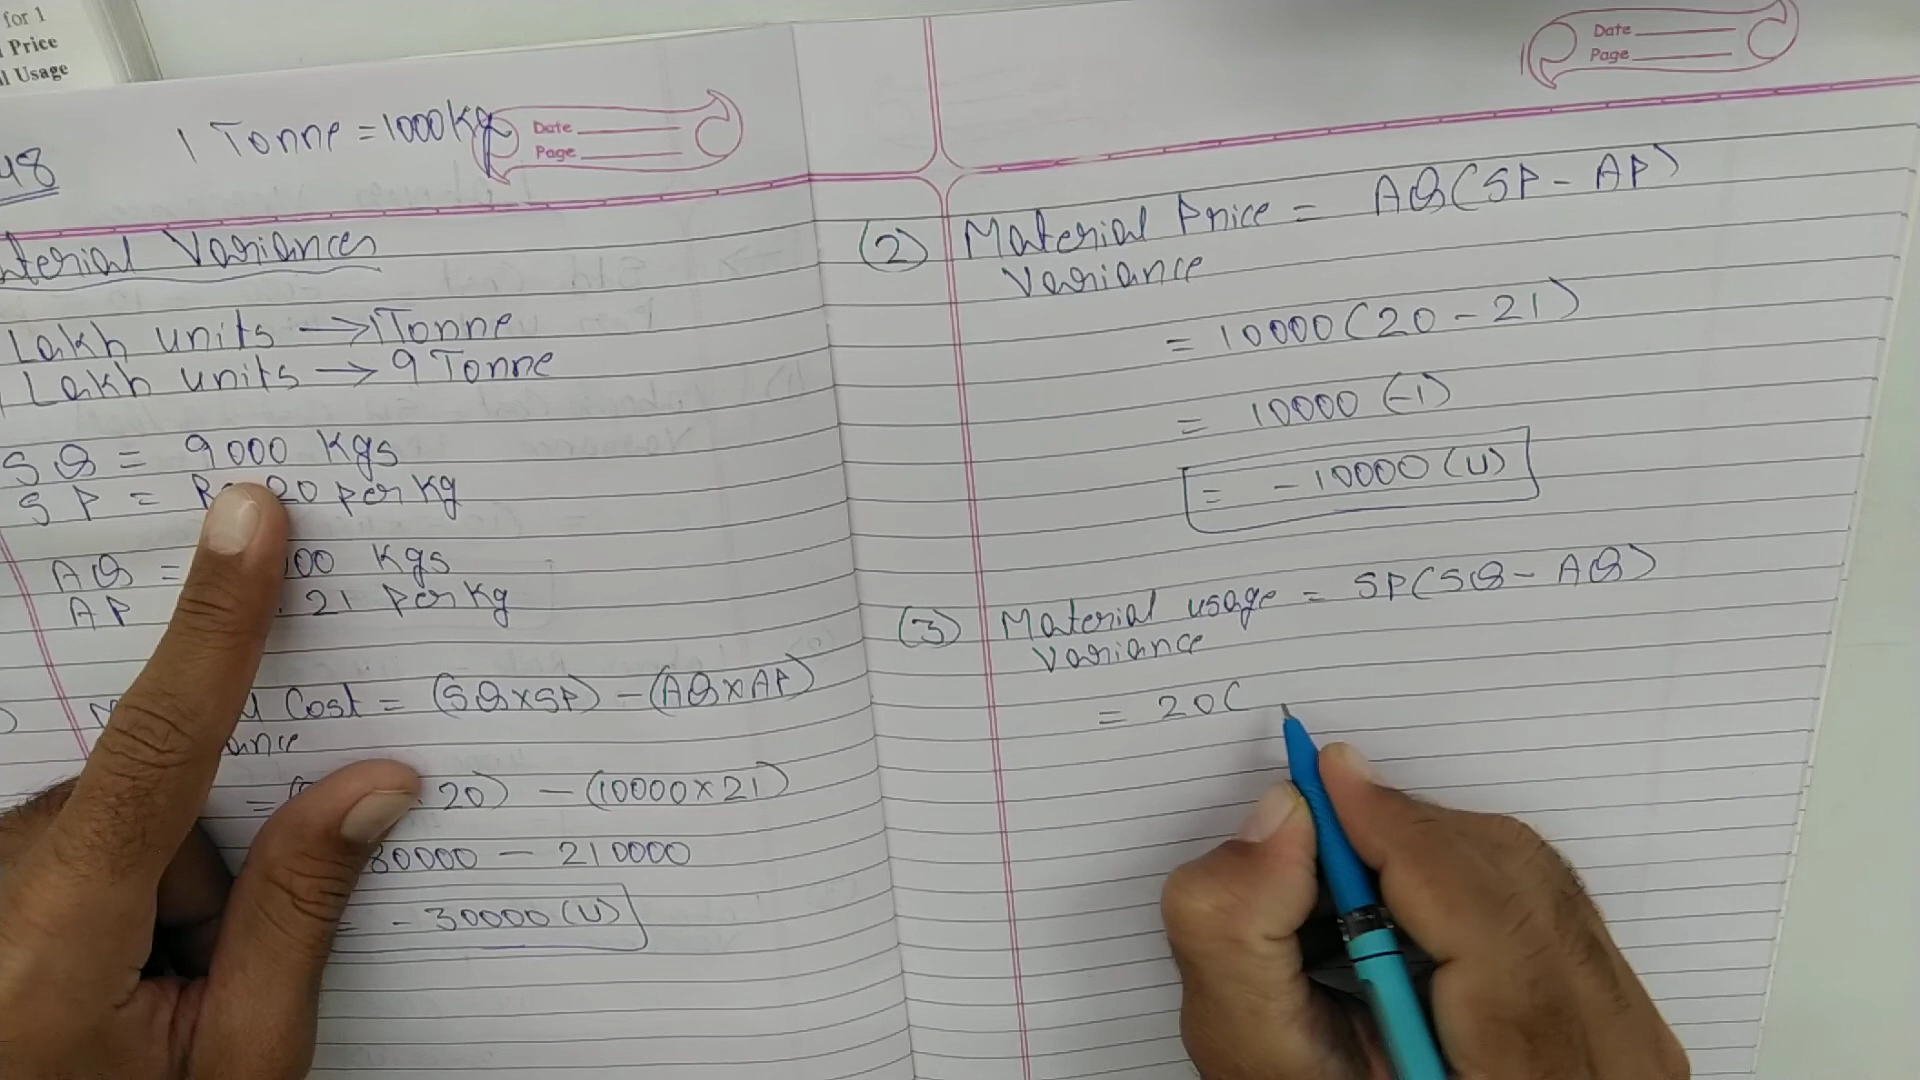 for 1
Price
Usage
48
1 Tonne = 1000 Kg
Date
Page
Material Variances
Lakh units → 1 Tonne
Lakh units → 9 Tonne
SQ = 9000 Kgs
SP = 20 per Kg
AQ = 00 Kgs
AP 21 Per Kg
Cost = (SQ×SP) - (AQ×AP)
ance
= ( 20) - (10000×21)
80000 - 210000
= - 30000 (U)
Date
Page
(2) Material Price = AQ(SP - AP)
Variance
= 10000 (20 - 21)
= 10000 (-1)
= - 10000 (U)
(3) Material usage = SP(SQ - AQ)
Variance
= 20(